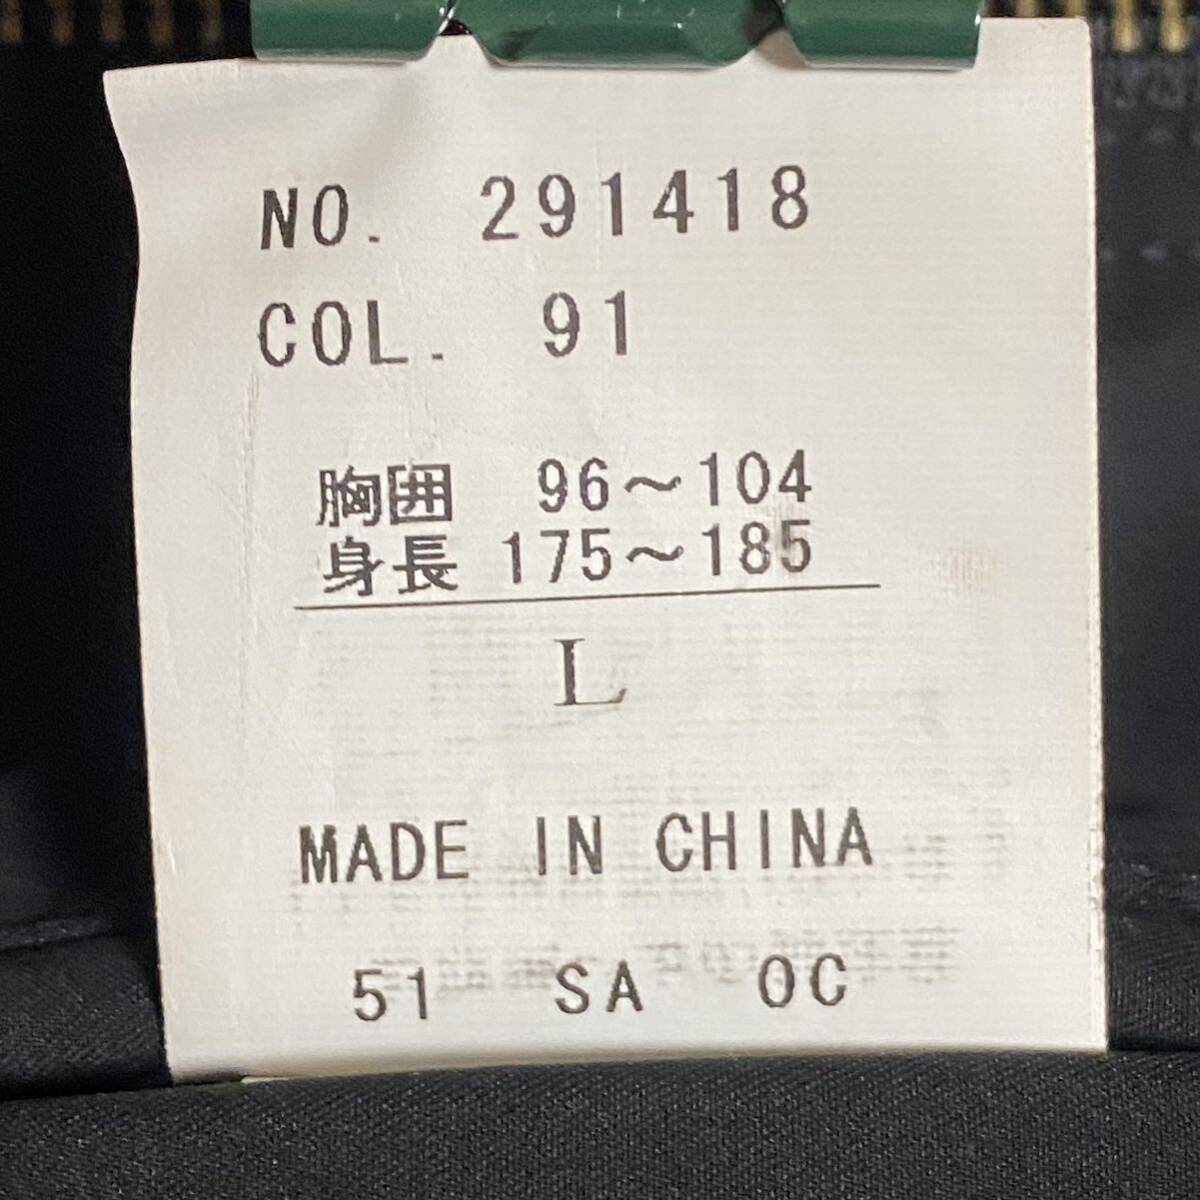 NO. 291418
COL. 91
胸囲 96〜104
身長 175〜185
L
MADE IN CHINA
51 SA OC